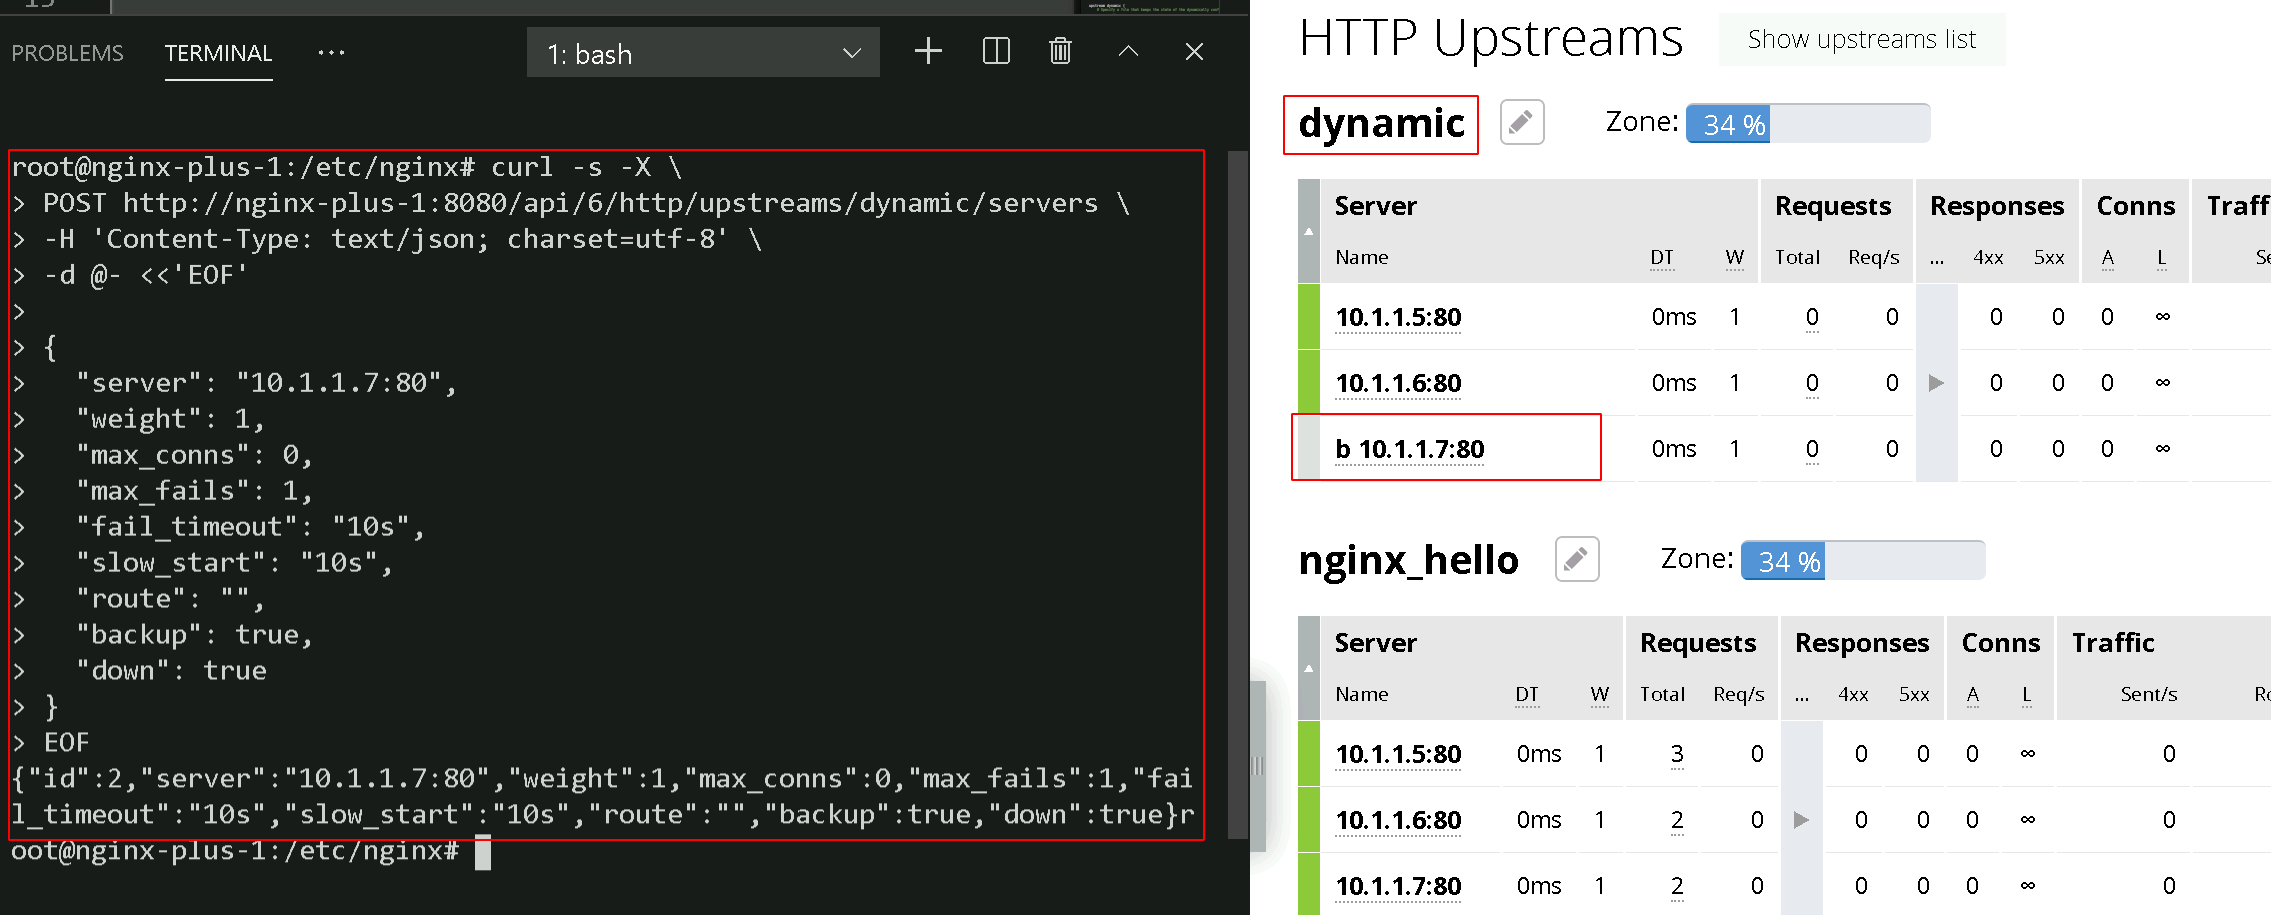 PROBLEMS TERMINAL ... 1: bash
root@nginx-plus-1:/etc/nginx# curl -s -X \
> POST http://nginx-plus-1:8080/api/6/http/upstreams/dynamic/servers \
> -H 'Content-Type: text/json; charset=utf-8' \
> -d @- <<'EOF'
>
> {
>   "server": "10.1.1.7:80",
>   "weight": 1,
>   "max_conns": 0,
>   "max_fails": 1,
>   "fail_timeout": "10s",
>   "slow_start": "10s",
>   "route": "",
>   "backup": true,
>   "down": true
> }
> EOF
{"id":2,"server":"10.1.1.7:80","weight":1,"max_conns":0,"max_fails":1,"fai
l_timeout":"10s","slow_start":"10s","route":"","backup":true,"down":true}r
oot@nginx-plus-1:/etc/nginx#
HTTP Upstreams Show upstreams list
dynamic Zone: 34 %
Server Requests Responses Conns Traff
Name DT W Total Req/s ... 4xx 5xx A L Se
10.1.1.5:80 0ms 1 0 0 0 0 0 ∞
10.1.1.6:80 0ms 1 0 0 0 0 0 ∞
b 10.1.1.7:80 0ms 1 0 0 0 0 0 ∞
nginx_hello Zone: 34 %
Server Requests Responses Conns Traffic
Name DT W Total Req/s ... 4xx 5xx A L Sent/s Rc
10.1.1.5:80 0ms 1 3 0 0 0 0 ∞ 0
10.1.1.6:80 0ms 1 2 0 0 0 0 ∞ 0
10.1.1.7:80 0ms 1 2 0 0 0 0 ∞ 0